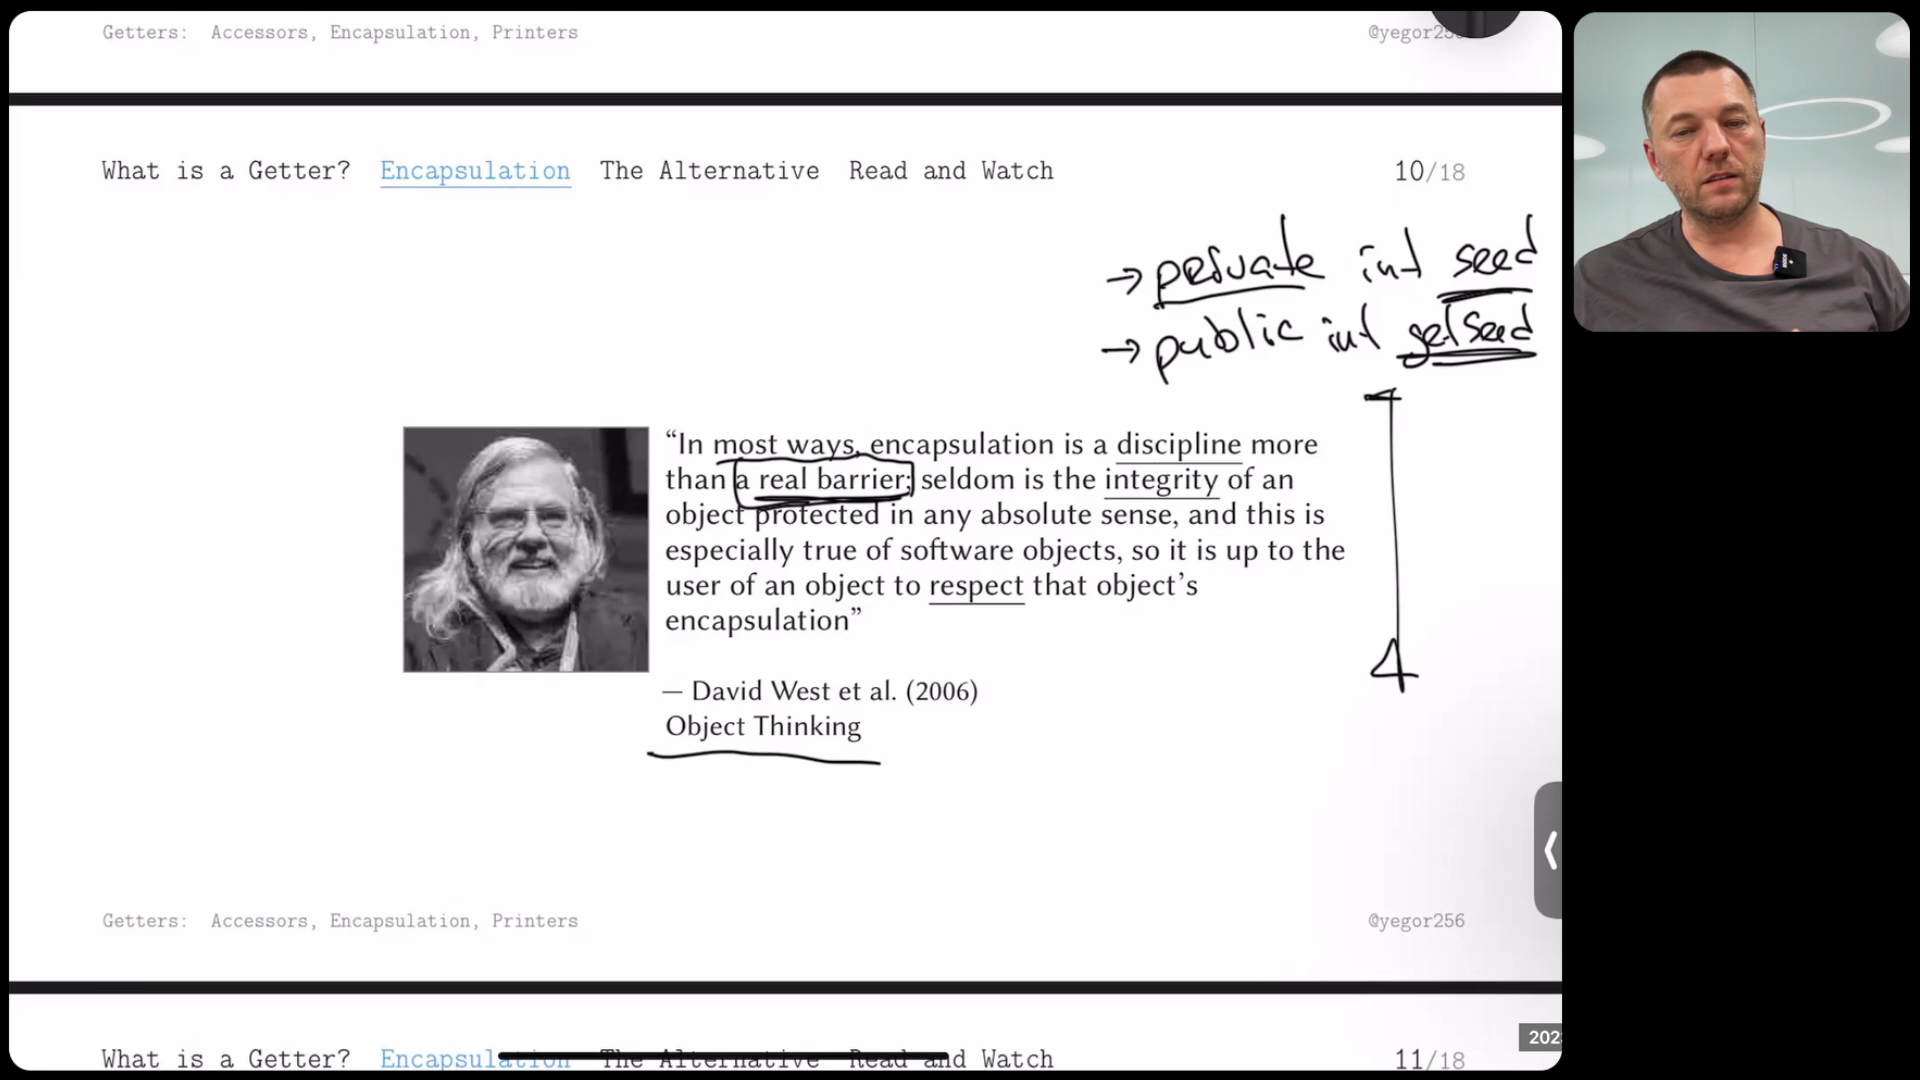 Getters: Accessors, Encapsulation, Printers
What is a Getter? Encapsulation The Alternative Read and Watch 10/18
→ private int seed
→ public int getSeed
“In most ways, encapsulation is a discipline more
than a real barrier; seldom is the integrity of an
object protected in any absolute sense, and this is
especially true of software objects, so it is up to the
user of an object to respect that object’s
encapsulation”
— David West et al. (2006)
Object Thinking
Getters: Accessors, Encapsulation, Printers @yegor256
What is a Getter? Encapsulation The Alternative Read and Watch 11/18